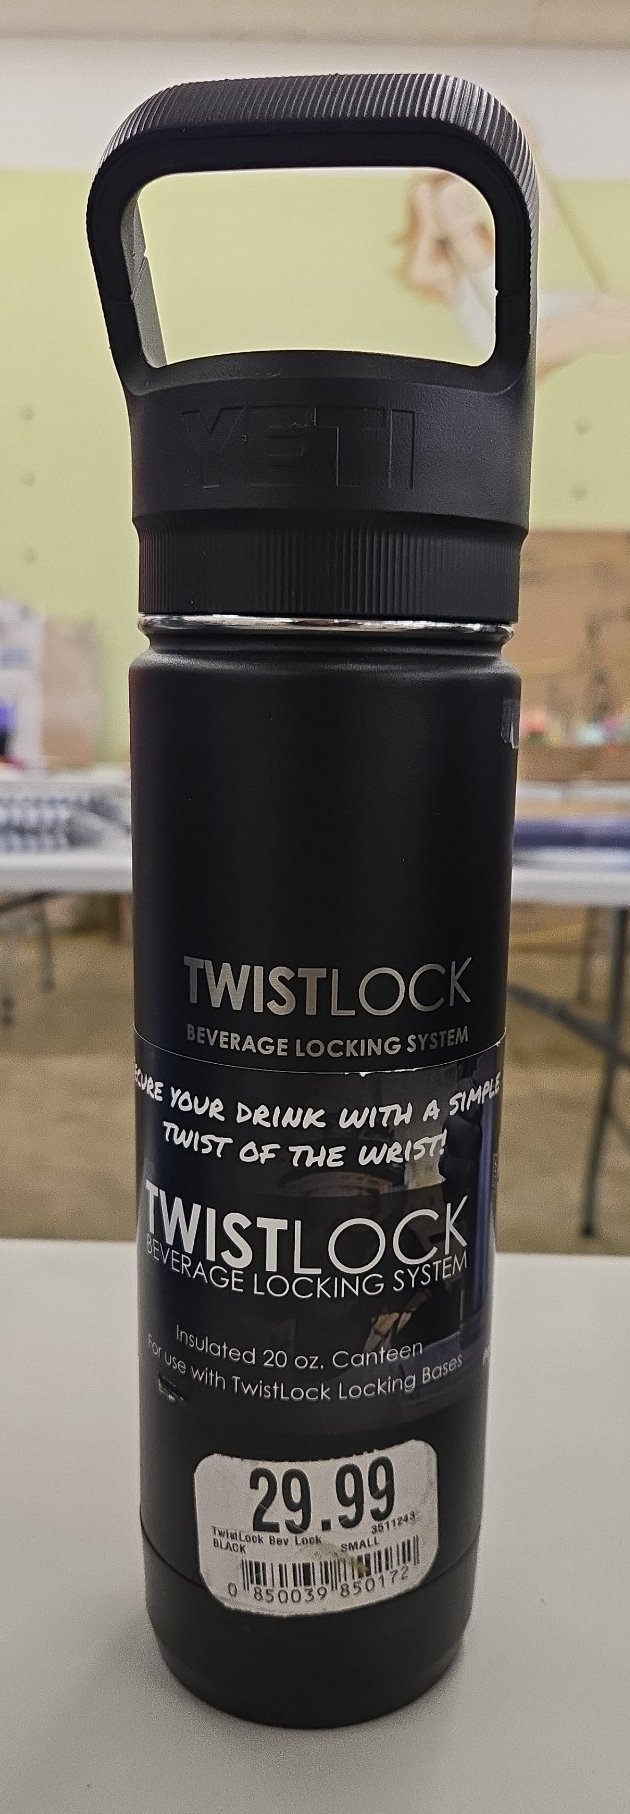 YETI
TWISTLOCK
BEVERAGE LOCKING SYSTEM
YOUR DRINK WITH A SIMPLE
TWIST OF THE WRIST!
TWISTLOCK
BEVERAGE LOCKING SYSTEM
Insulated 20 oz. Canteen
For use with TwistLock Locking Bases
29.99
TwistLock Bev Lock 3511243
BLACK SMALL
0 850039 850172